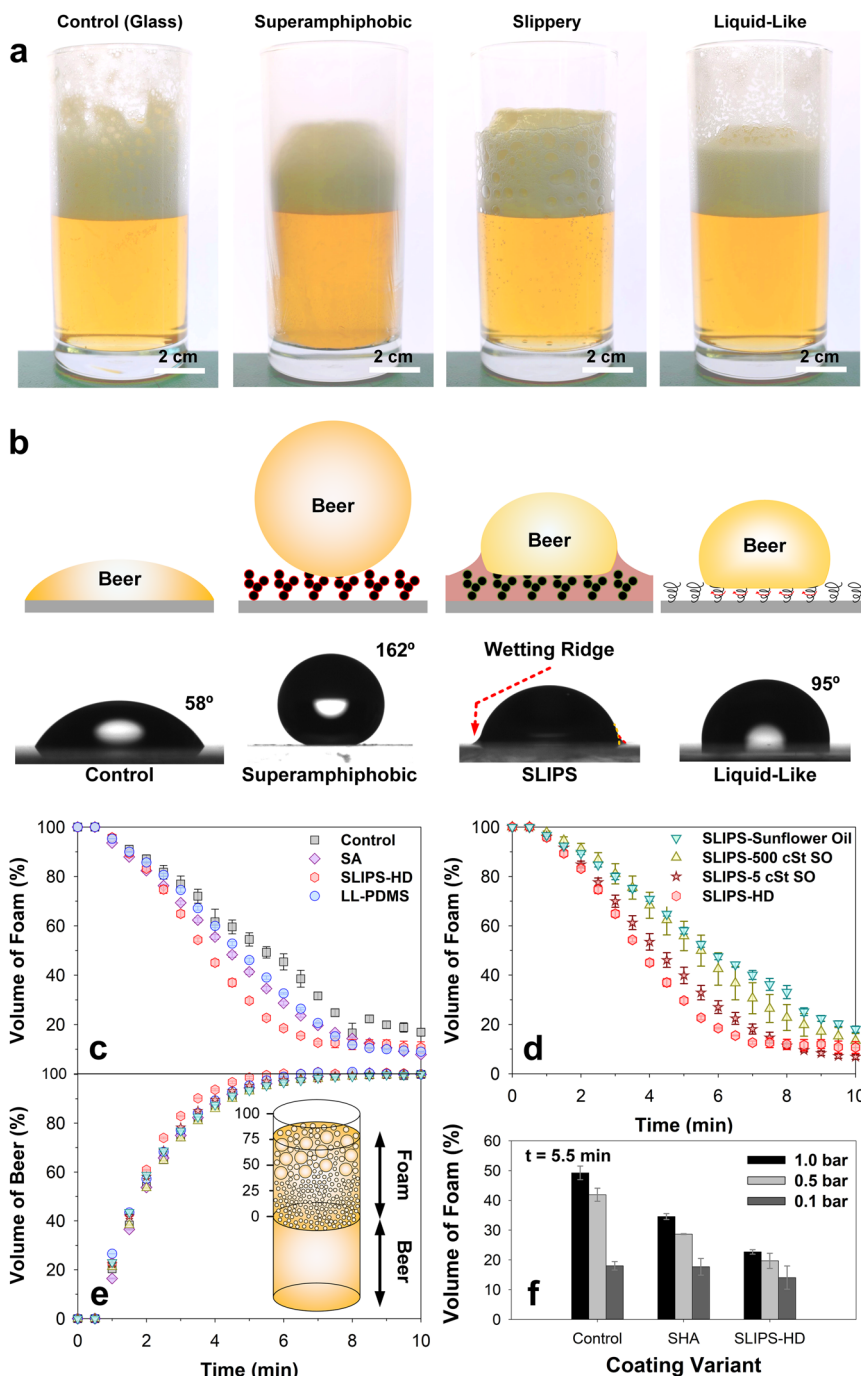 Control (Glass) Superamphiphobic Slippery Liquid-Like
a
2 cm 2 cm 2 cm 2 cm
b
Beer Beer Beer Beer
58º 162º Wetting Ridge 95º
Control Superamphiphobic SLIPS Liquid-Like
Volume of Foam (%)
100
80
60
40
20
Control
SA
SLIPS-HD
LL-PDMS
c
Volume of Foam (%)
100
80
60
40
20
0
SLIPS-Sunflower Oil
SLIPS-500 cSt SO
SLIPS-5 cSt SO
SLIPS-HD
d
0 2 4 6 8 10
Time (min)
Volume of Beer (%)
100
80
60
40
20
0
100
75
50
25
0
Foam
Beer
e
0 2 4 6 8 10
Time (min)
Volume of Foam (%)
60
50
40
30
20
10
0
t = 5.5 min
1.0 bar
0.5 bar
0.1 bar
f
Control SHA SLIPS-HD
Coating Variant